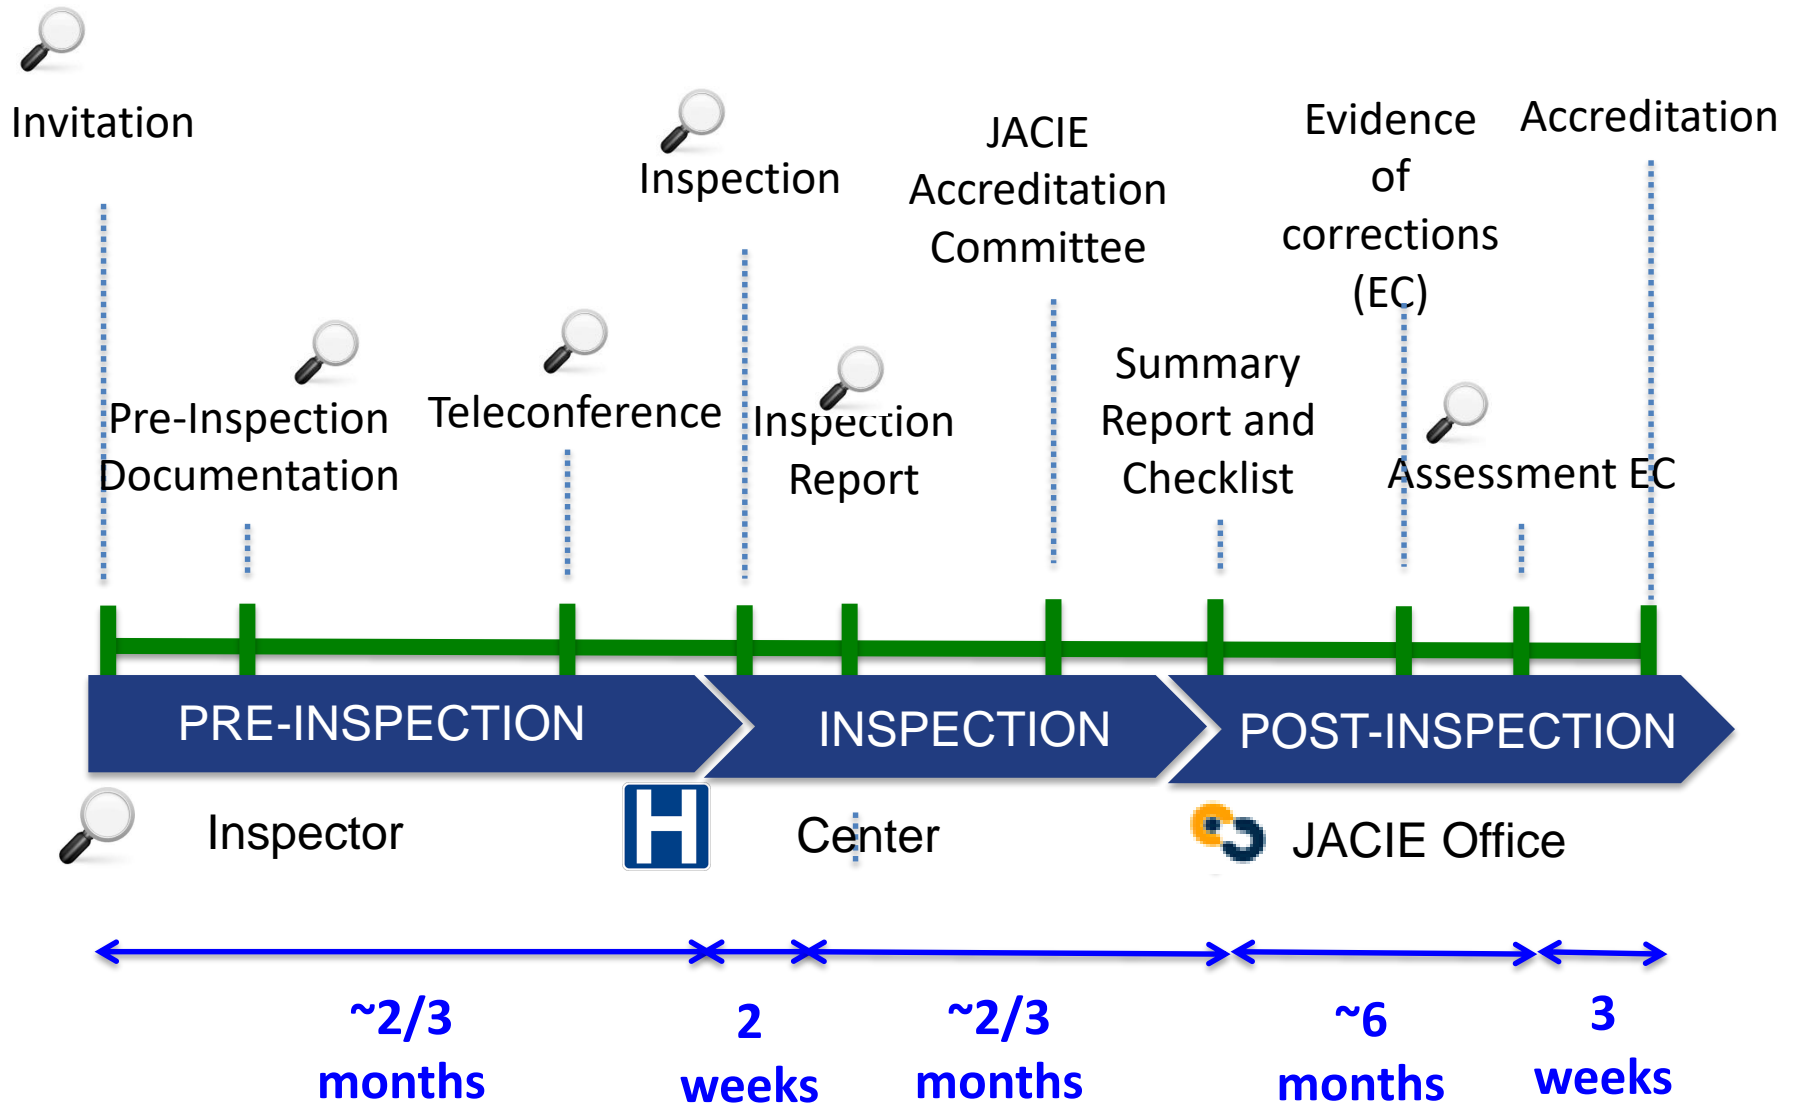 Invitation
Inspection
JACIE
Accreditation
Committee
Evidence
of
corrections
(EC)
Accreditation
Pre-Inspection
Documentation
Teleconference
Inspection
Report
Summary
Report and
Checklist
Assessment EC
PRE-INSPECTION
INSPECTION
POST-INSPECTION
Inspector
H
Center
JACIE Office
~2/3
months
2
weeks
~2/3
months
~6
months
3
weeks